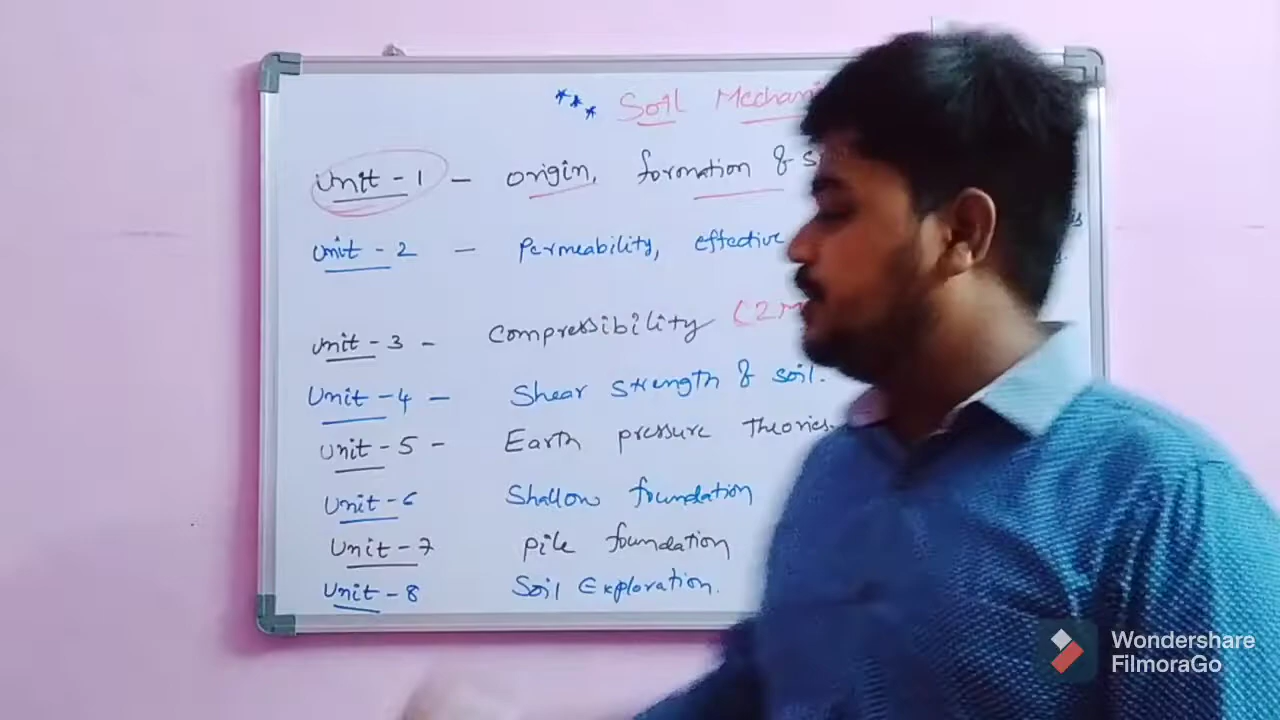 *** Soil Mechani
Unit - 1 - origin, formation & S
Unit - 2 - Permeability, effective
Unit - 3 - Compressibility (2M
Unit - 4 - Shear strength of soil.
Unit - 5 - Earth pressure theories.
Unit - 6 Shallow foundation
Unit - 7 pile foundation
Unit - 8 Soil Exploration.
Wondershare
FilmoraGo